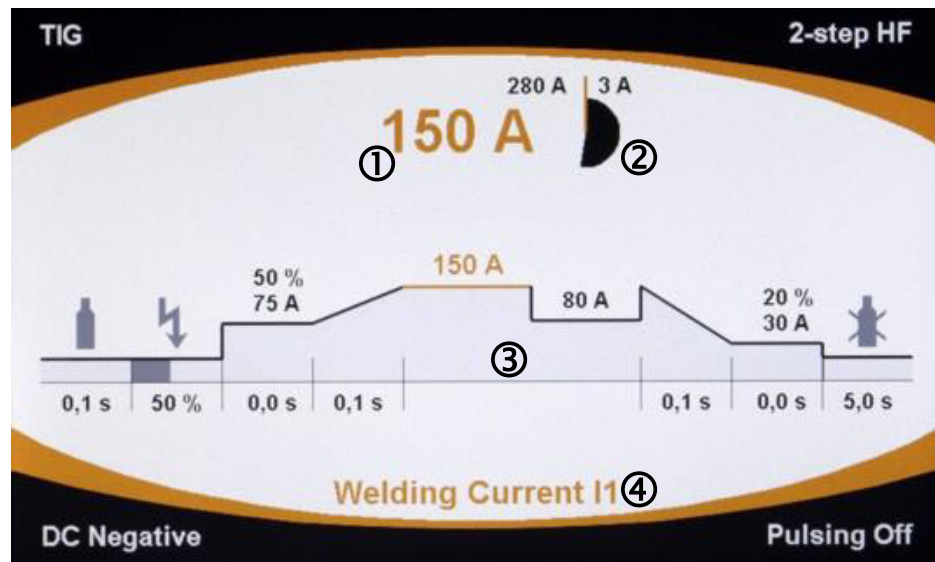 TIG
2-step HF
280 A 3 A
① 150 A ②
150 A
50 %
75 A
80 A
20 %
30 A
③
0,1 s 50 % 0,0 s 0,1 s 0,1 s 0,0 s 5,0 s
Welding Current I1 ④
DC Negative
Pulsing Off